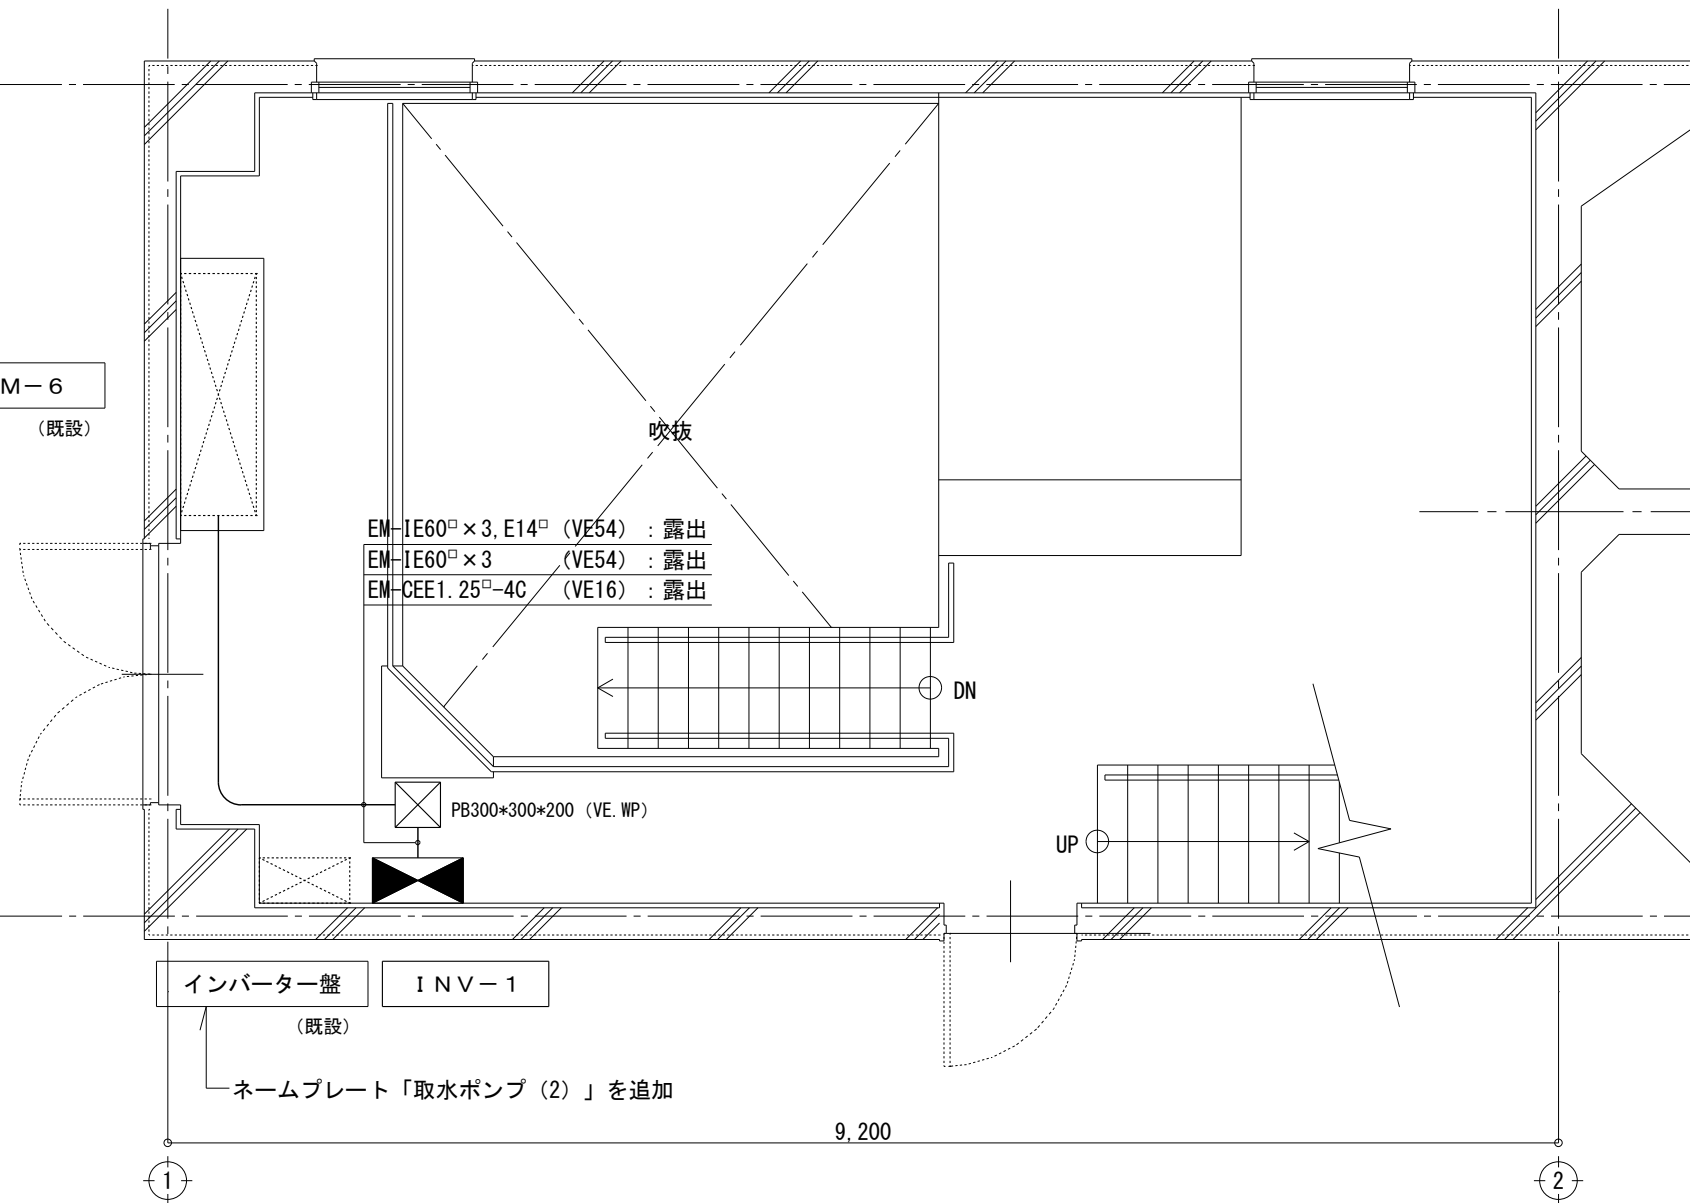 M－6
（既設）
吹抜
EM-IE60□×3,E14□（VE54）：露出
EM-IE60□×3　　（VE54）：露出
EM-CEE1.25□-4C　（VE16）：露出
DN
PB300*300*200（VE.WP）
UP
インバーター盤
ＩＮＶ－１
（既設）
ネームプレート「取水ポンプ（2）」を追加
9,200
1
2